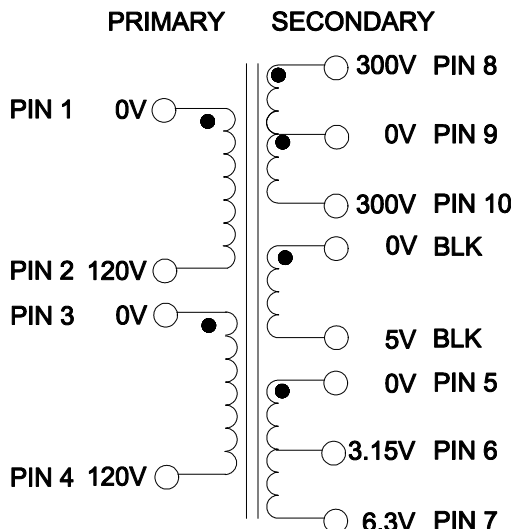 PRIMARY SECONDARY
300V PIN 8
PIN 1 0V
0V PIN 9
300V PIN 10
0V BLK
PIN 2 120V
PIN 3 0V
5V BLK
0V PIN 5
3.15V PIN 6
PIN 4 120V
6.3V PIN 7